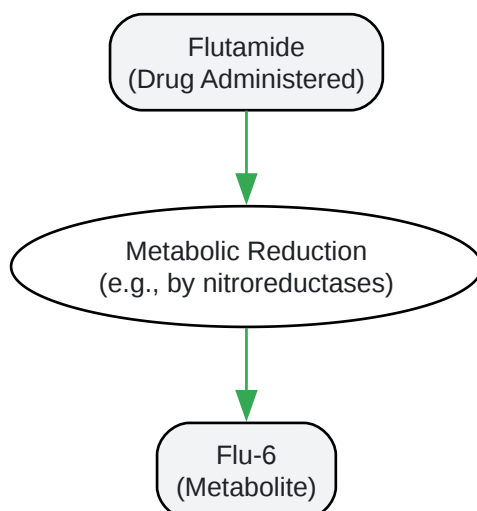 Flutamide
(Drug Administered)
Metabolic Reduction
(e.g., by nitroreductases)
Flu-6
(Metabolite)